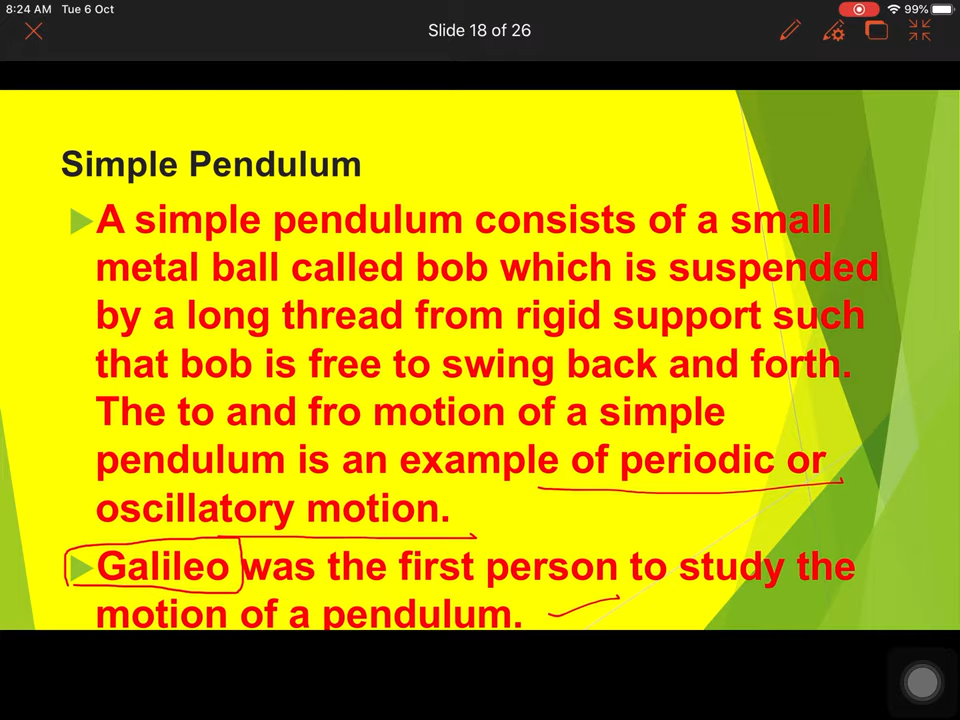 8:24 AM Tue 6 Oct 99%
Slide 18 of 26
Simple Pendulum
A simple pendulum consists of a small
metal ball called bob which is suspended
by a long thread from rigid support such
that bob is free to swing back and forth.
The to and fro motion of a simple
pendulum is an example of periodic or
oscillatory motion.
Galileo was the first person to study the
motion of a pendulum.